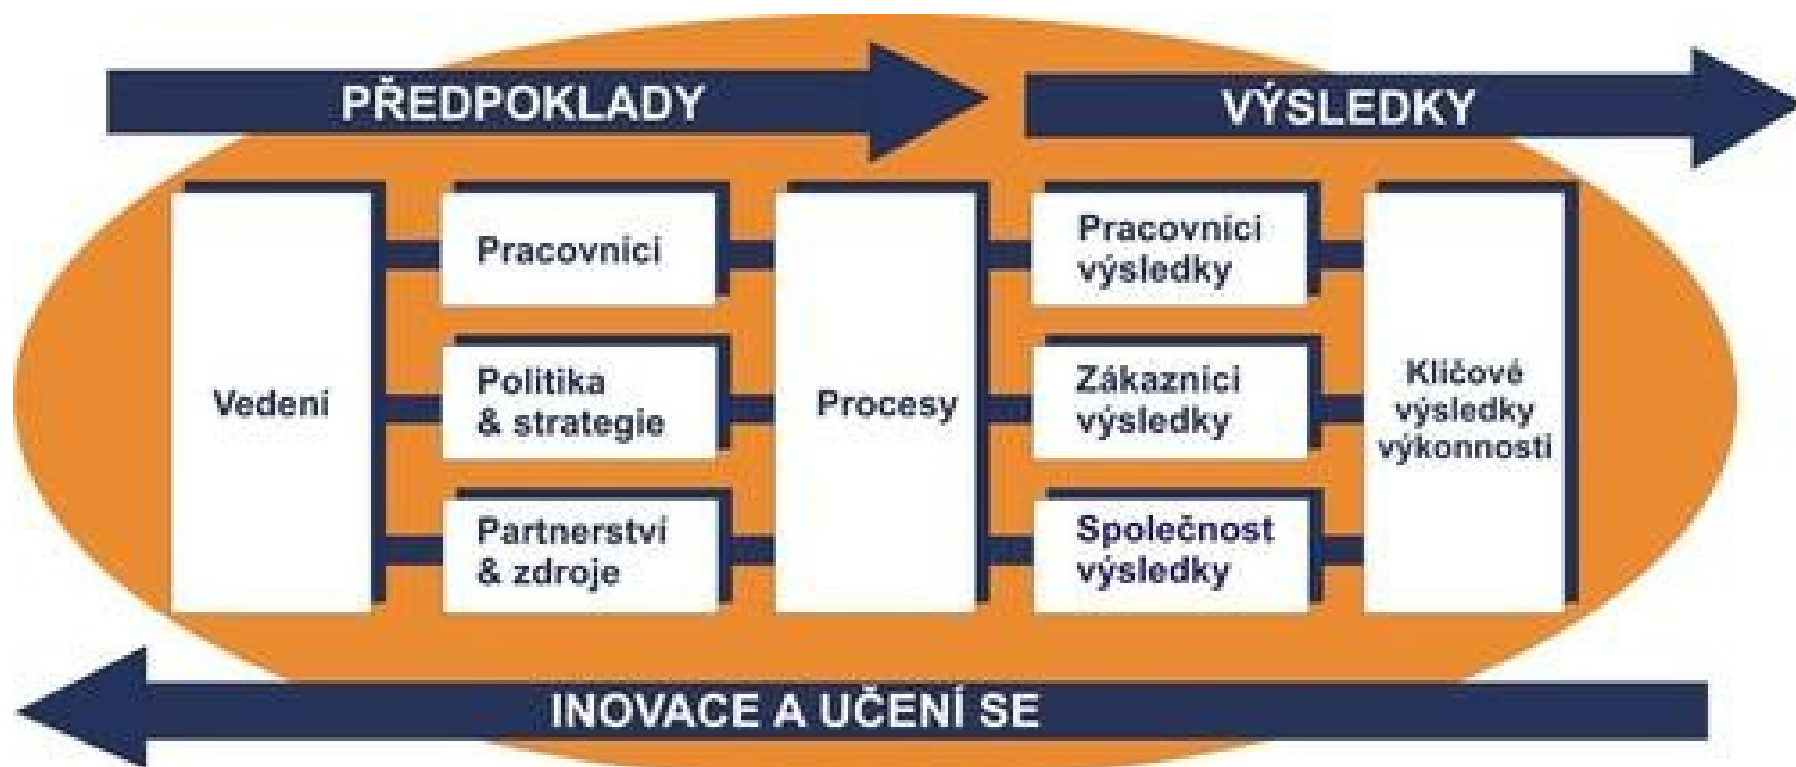 PŘEDPOKLADY
VÝSLEDKY
Vedení
Pracovníci
Politika
& strategie
Partnerství
& zdroje
Procesy
Pracovníci
výsledky
Zákazníci
výsledky
Společnost
výsledky
Klíčové
výsledky
výkonnosti
INOVACE A UČENÍ SE